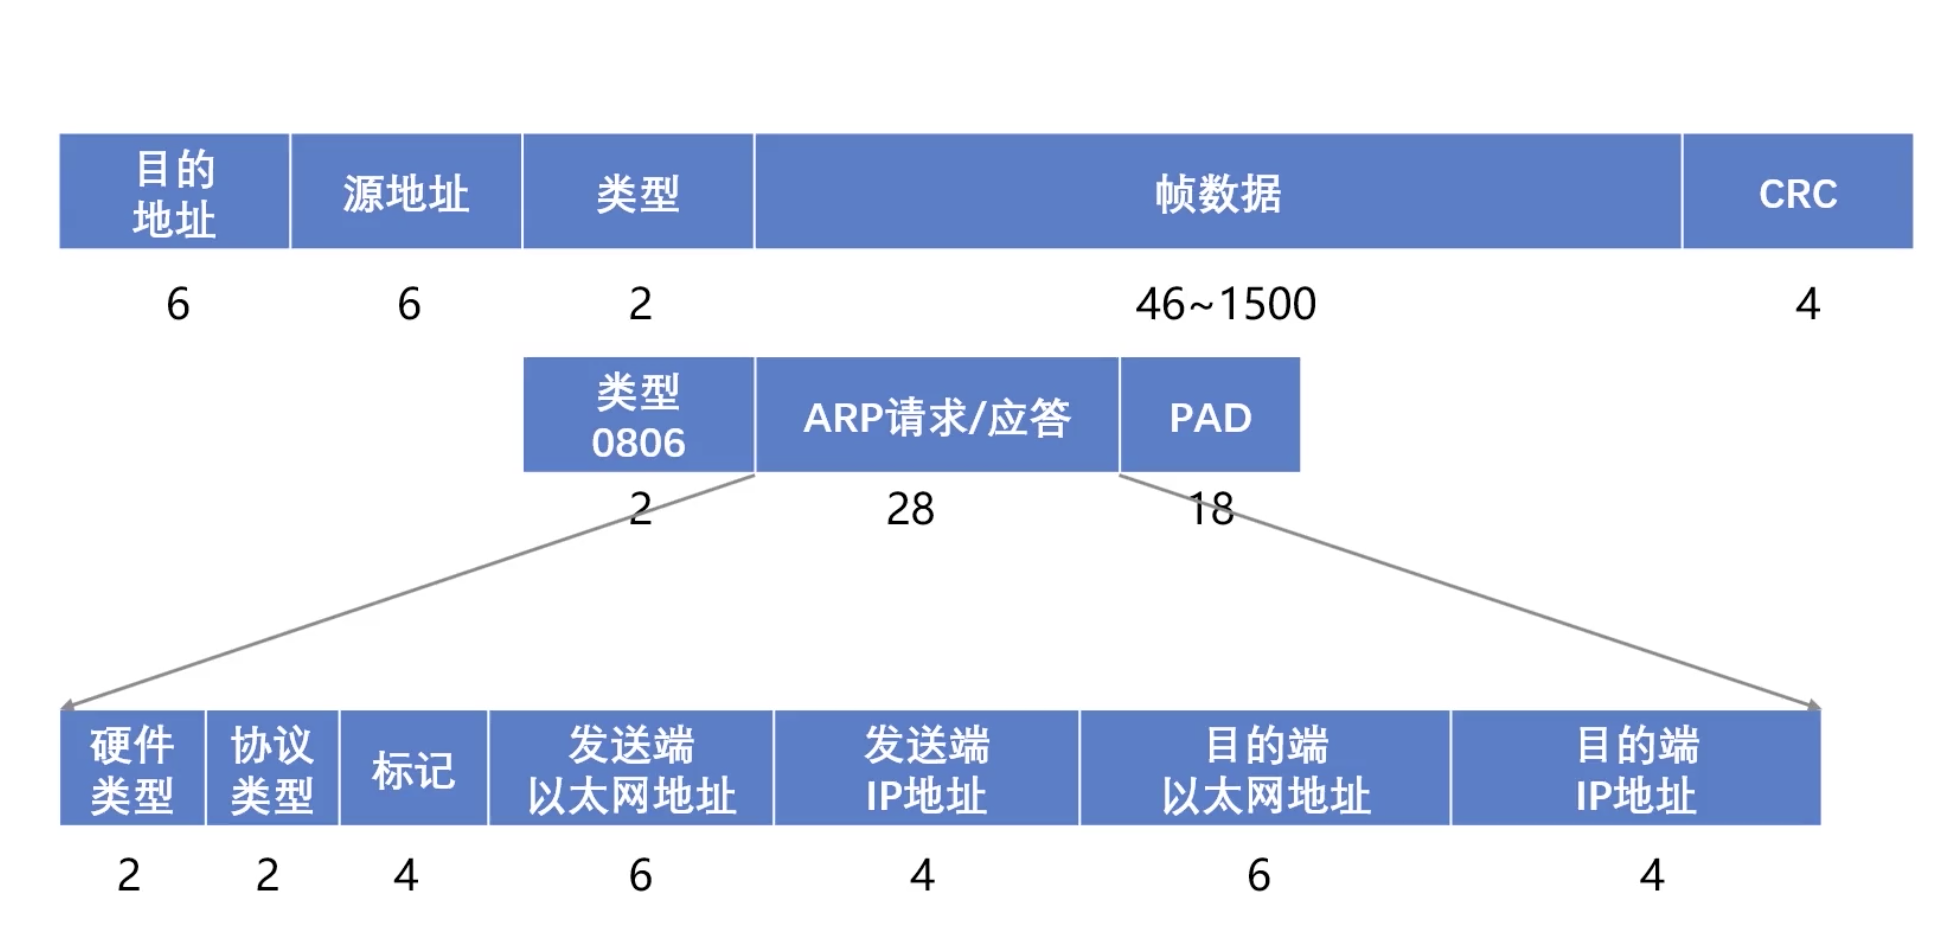 目的
地址
源地址
类型
帧数据
CRC
6
6
2
46~1500
4
类型
0806
ARP请求/应答
PAD
2
28
18
硬件
类型
协议
类型
标记
发送端
以太网地址
发送端
IP地址
目的端
以太网地址
目的端
IP地址
2
2
4
6
4
6
4